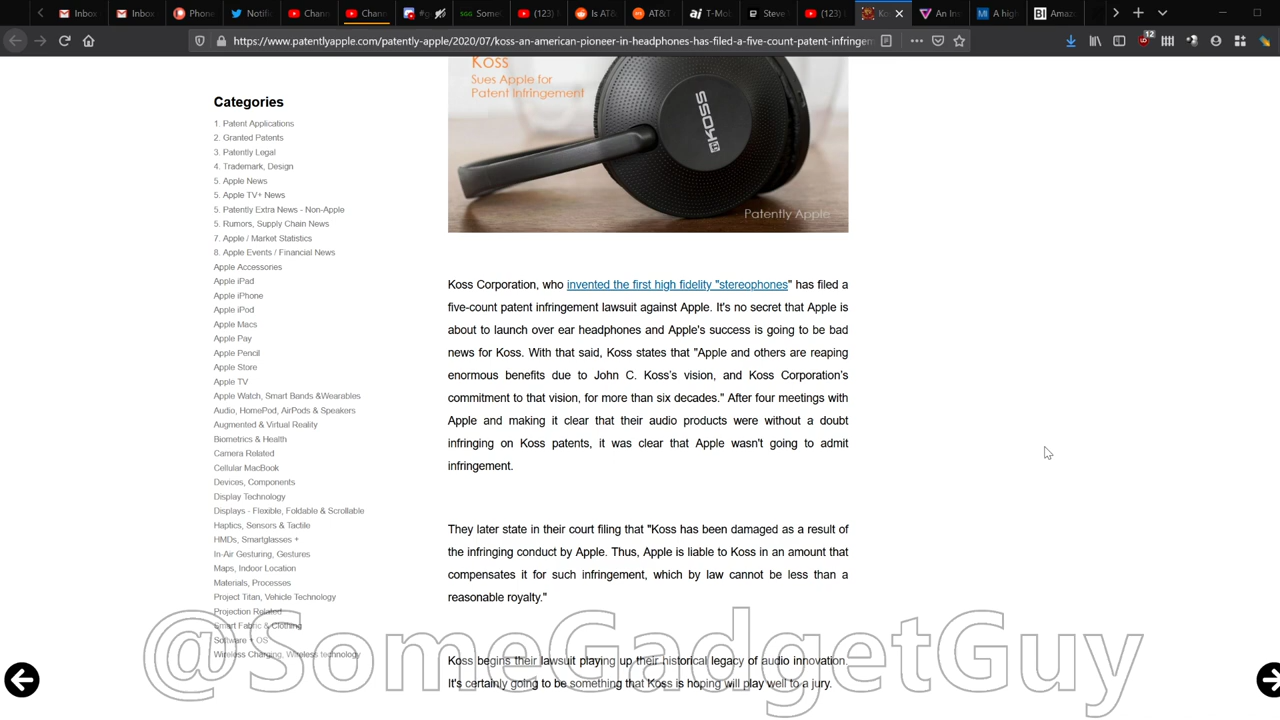 Inbox
Inbox
Phone
Notific
Chann
Chann
#g
SGG SomeG
(123) N
Is AT&
AT&T
T-Mol
Steve
(123) L
Ko
An Ins
A high
Amaz
12
https://www.patentlyapple.com/patently-apple/2020/07/koss-an-american-pioneer-in-headphones-has-filed-a-five-count-patent-infringem
Koss
Sues Apple for
Patent Infringement
KOSS
Patently Apple
Categories
1. Patent Applications
2. Granted Patents
3. Patently Legal
4. Trademark, Design
5. Apple News
5. Apple TV+ News
5. Patently Extra News - Non-Apple
5. Rumors, Supply Chain News
7. Apple / Market Statistics
8. Apple Events / Financial News
Apple Accessories
Apple iPad
Apple iPhone
Apple iPod
Apple Macs
Apple Pay
Apple Pencil
Apple Store
Apple TV
Apple Watch, Smart Bands &Wearables
Audio, HomePod, AirPods & Speakers
Augmented & Virtual Reality
Biometrics & Health
Camera Related
Cellular MacBook
Devices, Components
Display Technology
Displays - Flexible, Foldable & Scrollable
Haptics, Sensors & Tactile
HMDs, Smartglasses +
In-Air Gesturing, Gestures
Maps, Indoor Location
Materials, Processes
Project Titan, Vehicle Technology
Projection Related
Smart Fabric & Clothing
Software + OS
Wireless Charging, Wireless technology
Koss Corporation, who invented the first high fidelity "stereophones" has filed a
five-count patent infringement lawsuit against Apple. It's no secret that Apple is
about to launch over ear headphones and Apple's success is going to be bad
news for Koss. With that said, Koss states that "Apple and others are reaping
enormous benefits due to John C. Koss's vision, and Koss Corporation's
commitment to that vision, for more than six decades." After four meetings with
Apple and making it clear that their audio products were without a doubt
infringing on Koss patents, it was clear that Apple wasn't going to admit
infringement.
They later state in their court filing that "Koss has been damaged as a result of
the infringing conduct by Apple. Thus, Apple is liable to Koss in an amount that
compensates it for such infringement, which by law cannot be less than a
reasonable royalty."
Koss begins their lawsuit playing up their historical legacy of audio innovation.
It's certainly going to be something that Koss is hoping will play well to a jury.
@SomeGadgetGuy